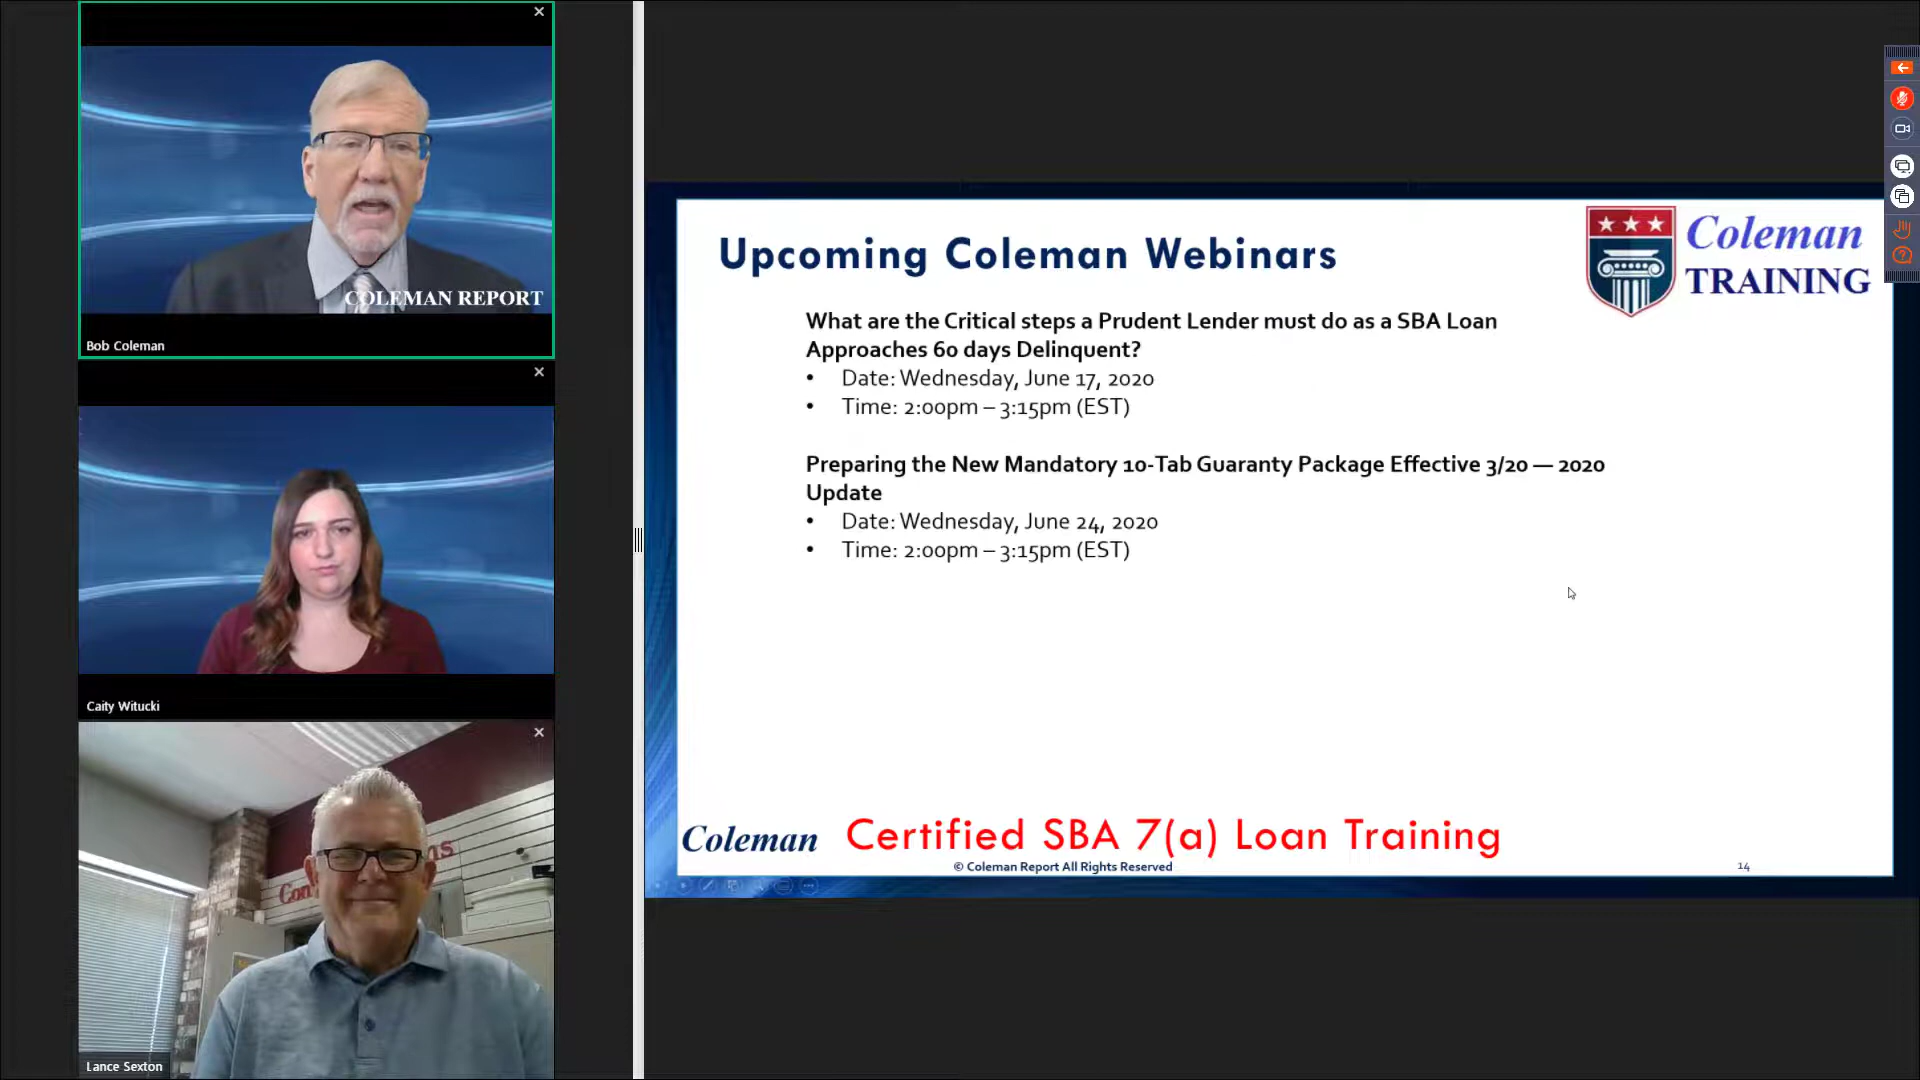 COLEMAN REPORT
Bob Coleman
Caity Witucki
Lance Sexton
Upcoming Coleman Webinars
Coleman
TRAINING
What are the Critical steps a Prudent Lender must do as a SBA Loan
Approaches 60 days Delinquent?
• Date: Wednesday, June 17, 2020
• Time: 2:00pm – 3:15pm (EST)
Preparing the New Mandatory 10-Tab Guaranty Package Effective 3/20 — 2020
Update
• Date: Wednesday, June 24, 2020
• Time: 2:00pm – 3:15pm (EST)
Coleman Certified SBA 7(a) Loan Training
© Coleman Report All Rights Reserved
14